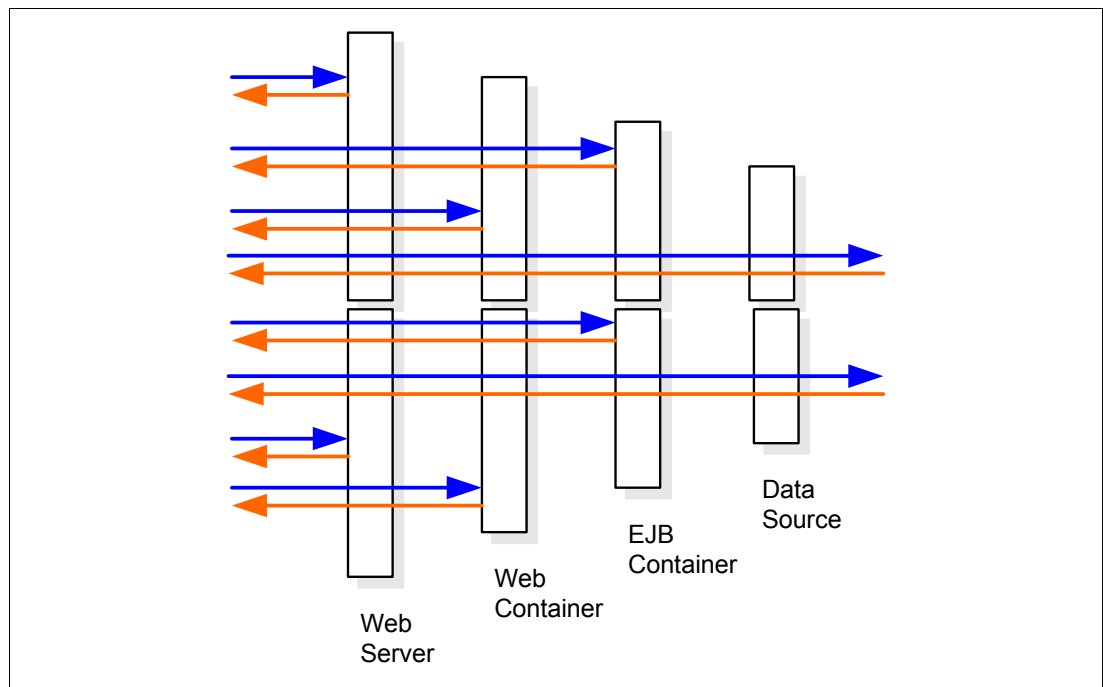 Data
Source
EJB
Container
Web
Container
Web
Server